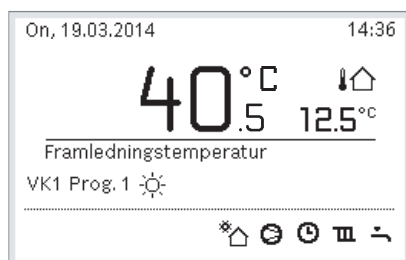 On, 19.03.2014 14:36
40.5 °C
12.5°C
Framledningstemperatur
VK1 Prog. 1